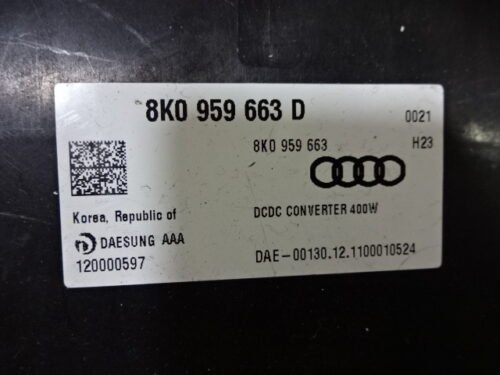 8K0 959 663 D
0021
8K0 959 663
H23
Korea, Republic of
DCDC CONVERTER 400W
DAESUNG AAA
120000597
DAE-00130.12.1100010524